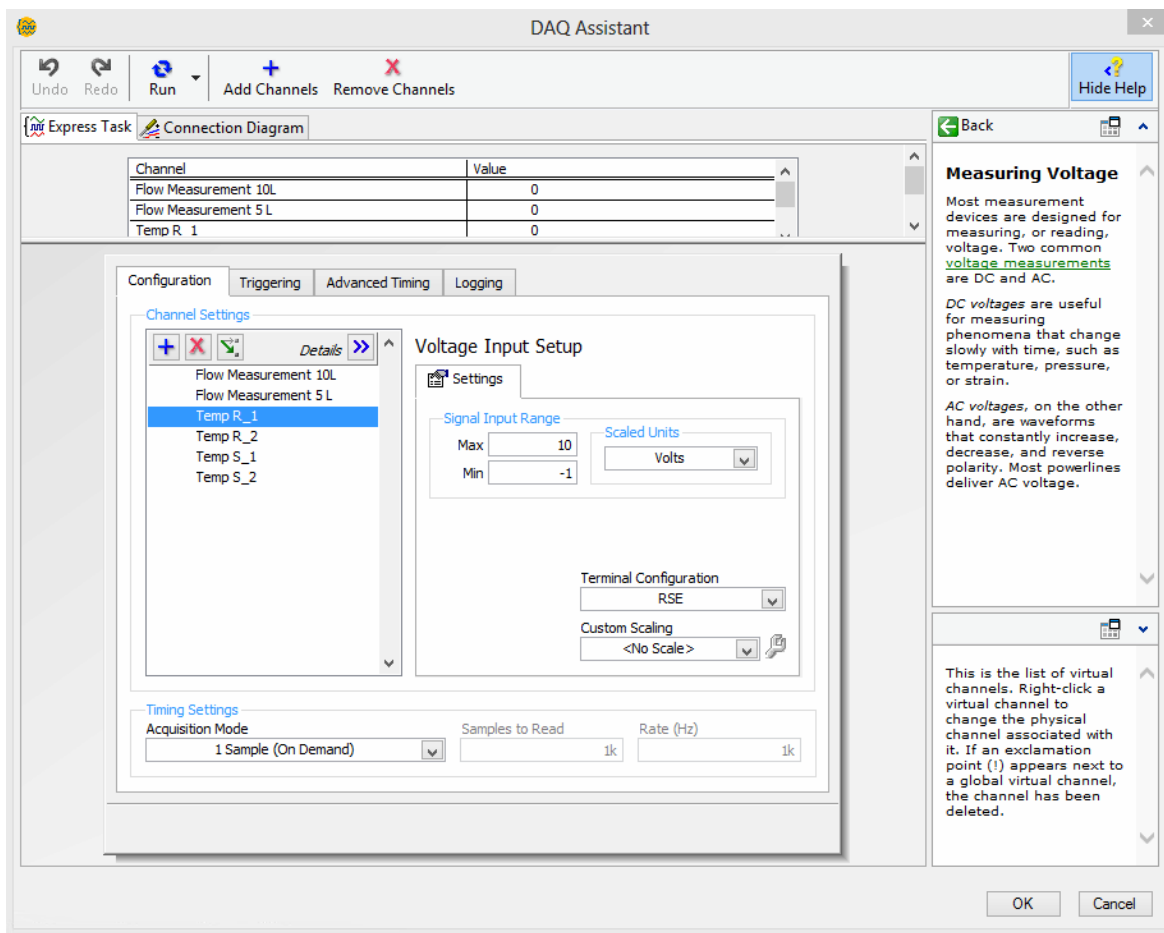 DAQ Assistant
Undo Redo Run Add Channels Remove Channels Hide Help
Express Task Connection Diagram
Channel Value
Flow Measurement 10L 0
Flow Measurement 5 L 0
Temp R_1 0
Configuration Triggering Advanced Timing Logging
Channel Settings
Details
Flow Measurement 10L
Flow Measurement 5 L
Temp R_1
Temp R_2
Temp S_1
Temp S_2
Voltage Input Setup
Settings
Signal Input Range
Max 10
Min -1
Scaled Units
Volts
Terminal Configuration
RSE
Custom Scaling
<No Scale>
Timing Settings
Acquisition Mode Samples to Read Rate (Hz)
1 Sample (On Demand) 1k 1k
Back
Measuring Voltage
Most measurement
devices are designed for
measuring, or reading,
voltage. Two common
voltage measurements
are DC and AC.
DC voltages are useful
for measuring
phenomena that change
slowly with time, such as
temperature, pressure,
or strain.
AC voltages, on the other
hand, are waveforms
that constantly increase,
decrease, and reverse
polarity. Most powerlines
deliver AC voltage.
This is the list of virtual
channels. Right-click a
virtual channel to
change the physical
channel associated with
it. If an exclamation
point (!) appears next to
a global virtual channel,
the channel has been
deleted.
OK Cancel